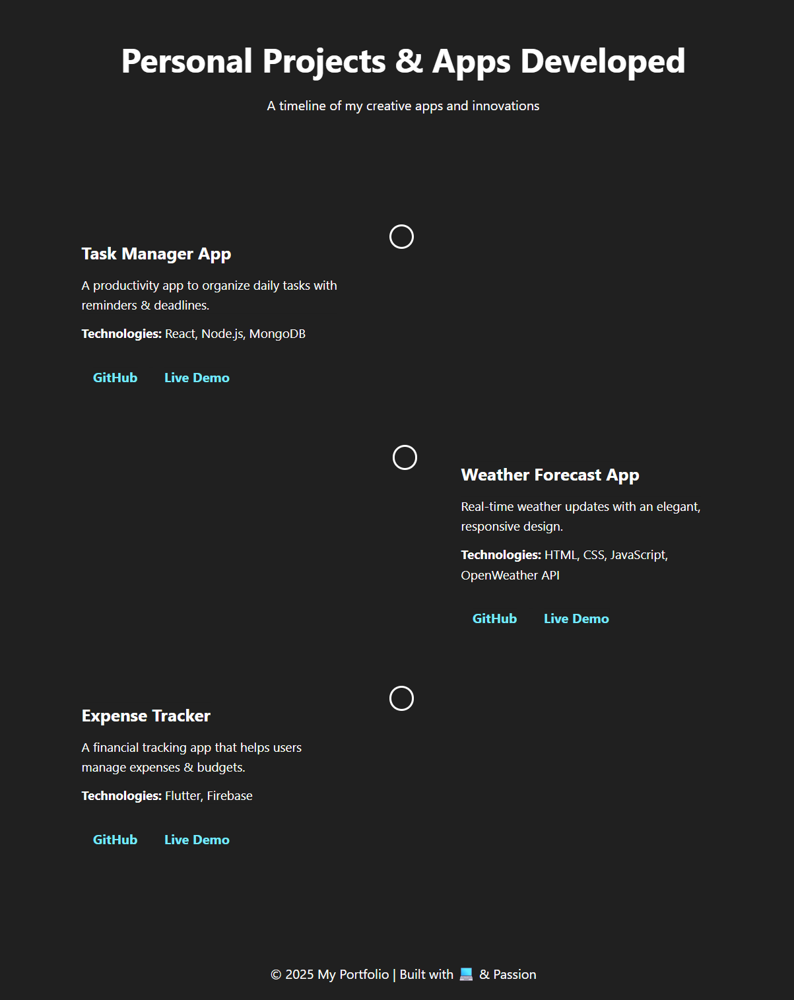 Personal Projects & Apps Developed
A timeline of my creative apps and innovations
Task Manager App
A productivity app to organize daily tasks with
reminders & deadlines.
Technologies: React, Node.js, MongoDB
GitHub Live Demo
Weather Forecast App
Real-time weather updates with an elegant,
responsive design.
Technologies: HTML, CSS, JavaScript,
OpenWeather API
GitHub Live Demo
Expense Tracker
A financial tracking app that helps users
manage expenses & budgets.
Technologies: Flutter, Firebase
GitHub Live Demo
© 2025 My Portfolio | Built with 💻 & Passion